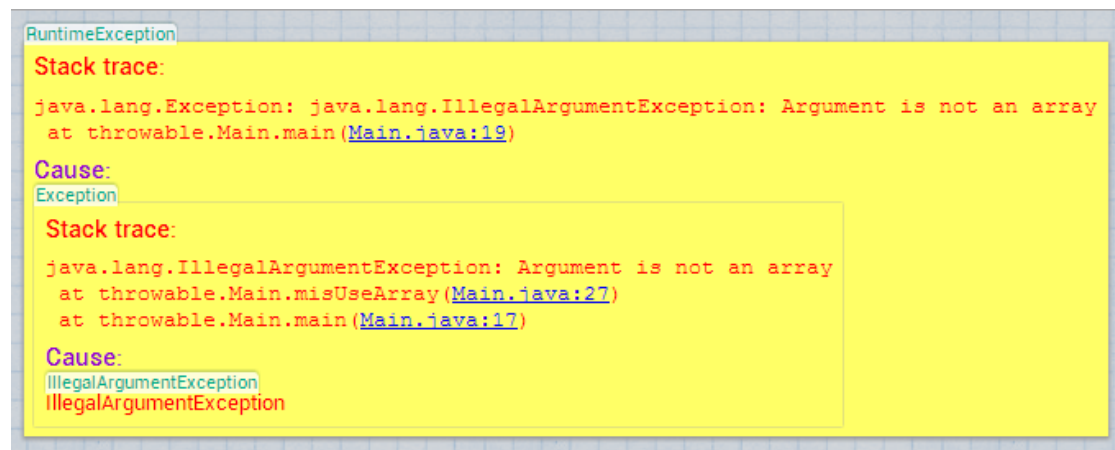 RuntimeException
Stack trace:
java.lang.Exception: java.lang.IllegalArgumentException: Argument is not an array
at throwable.Main.main(Main.java:19)
Cause:
Exception
Stack trace:
java.lang.IllegalArgumentException: Argument is not an array
at throwable.Main.misUseArray(Main.java:27)
at throwable.Main.main(Main.java:17)
Cause:
IllegalArgumentException
IllegalArgumentException